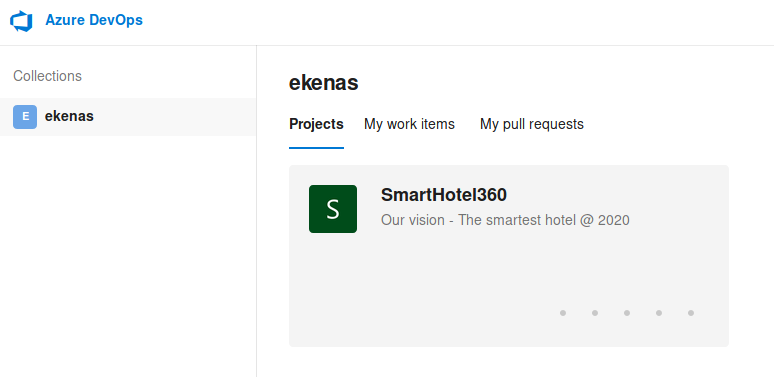 Azure DevOps
Collections
E ekenas
ekenas
Projects My work items My pull requests
S
SmartHotel360
Our vision - The smartest hotel @ 2020